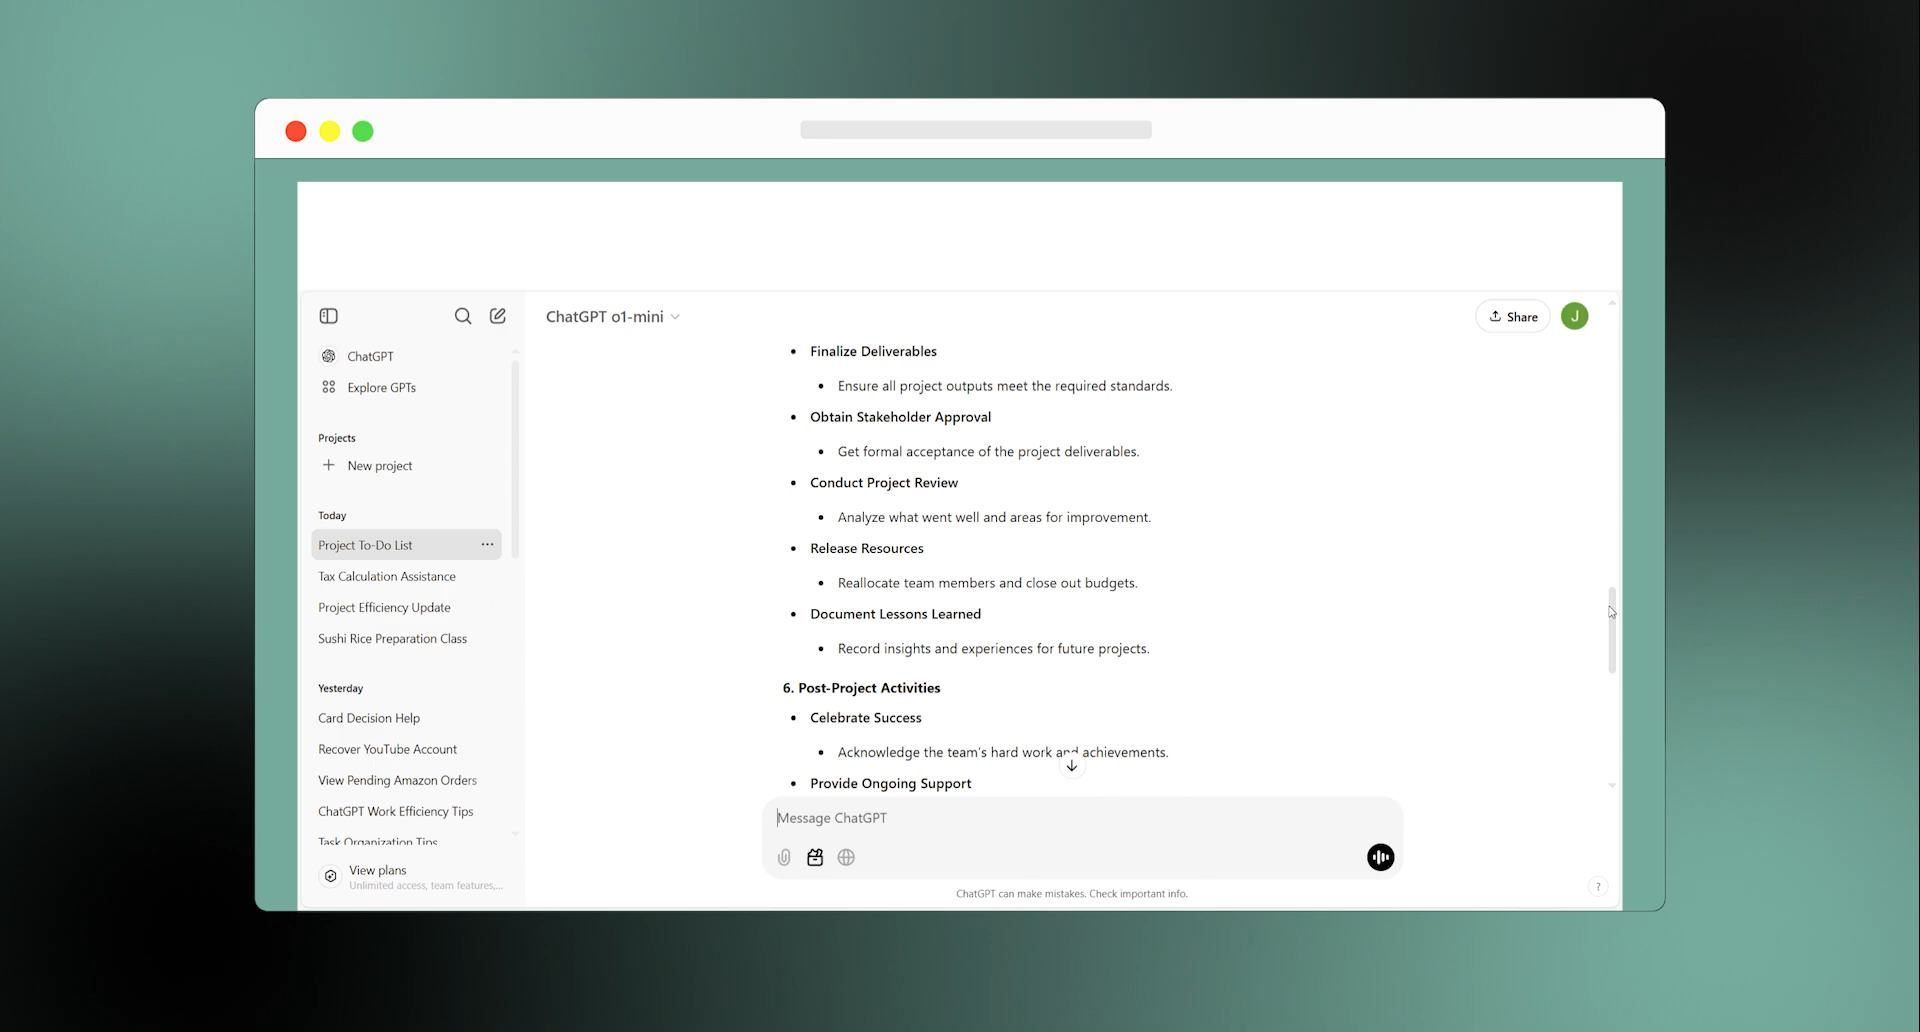 ChatGPT
Explore GPTs
Projects
New project
Today
Project To-Do List
Tax Calculation Assistance
Project Efficiency Update
Sushi Rice Preparation Class
Yesterday
Card Decision Help
Recover YouTube Account
View Pending Amazon Orders
ChatGPT Work Efficiency Tips
Task Organization Tips
View plans
Unlimited access, team features,...
ChatGPT o1-mini
Share
J
Finalize Deliverables
Ensure all project outputs meet the required standards.
Obtain Stakeholder Approval
Get formal acceptance of the project deliverables.
Conduct Project Review
Analyze what went well and areas for improvement.
Release Resources
Reallocate team members and close out budgets.
Document Lessons Learned
Record insights and experiences for future projects.
6. Post-Project Activities
Celebrate Success
Acknowledge the team's hard work and achievements.
Provide Ongoing Support
Message ChatGPT
ChatGPT can make mistakes. Check important info.
?